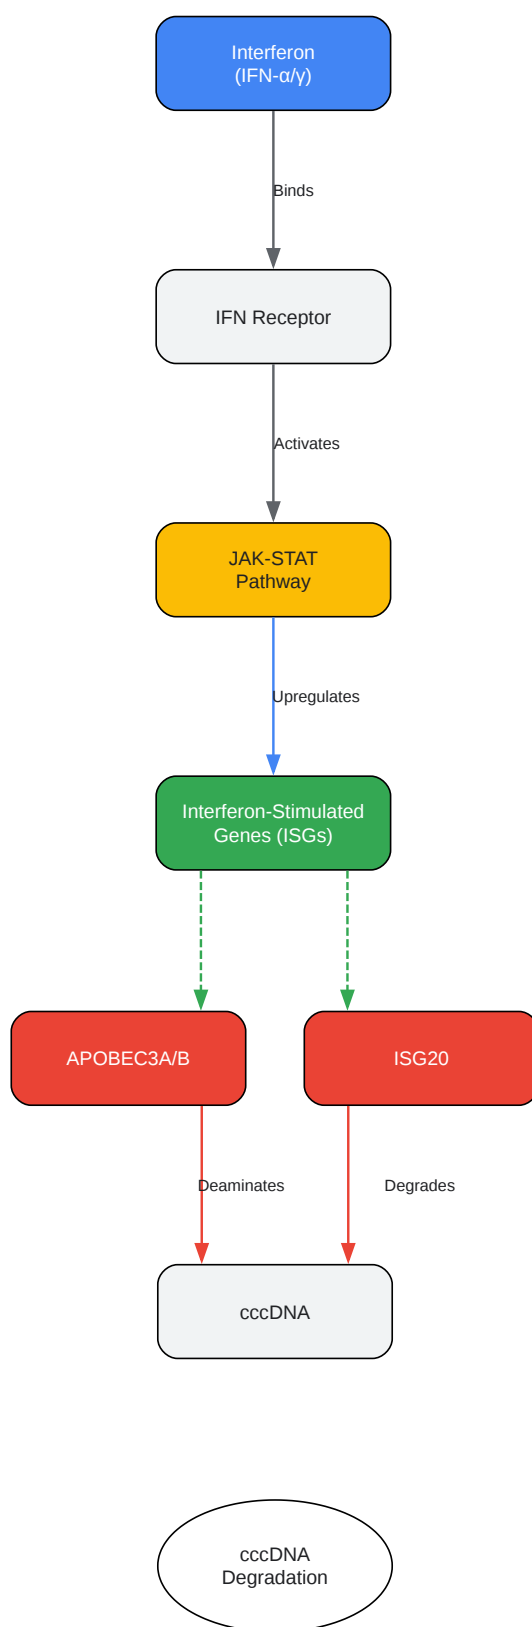 Interferon
(IFN-α/γ)
Binds
IFN Receptor
Activates
JAK-STAT
Pathway
Upregulates
Interferon-Stimulated
Genes (ISGs)
APOBEC3A/B
ISG20
Deaminates
Degrades
cccDNA
cccDNA
Degradation